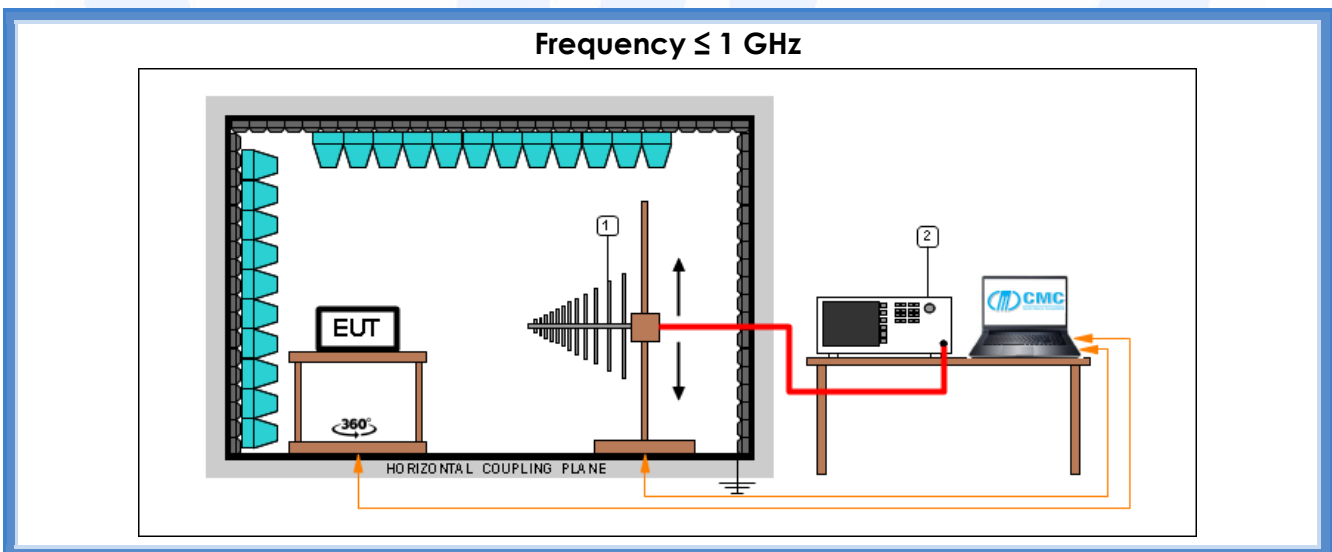 Frequency ≤ 1 GHz
1
2
CMC
EUT
360°
HORIZONTAL COUPLING PLANE